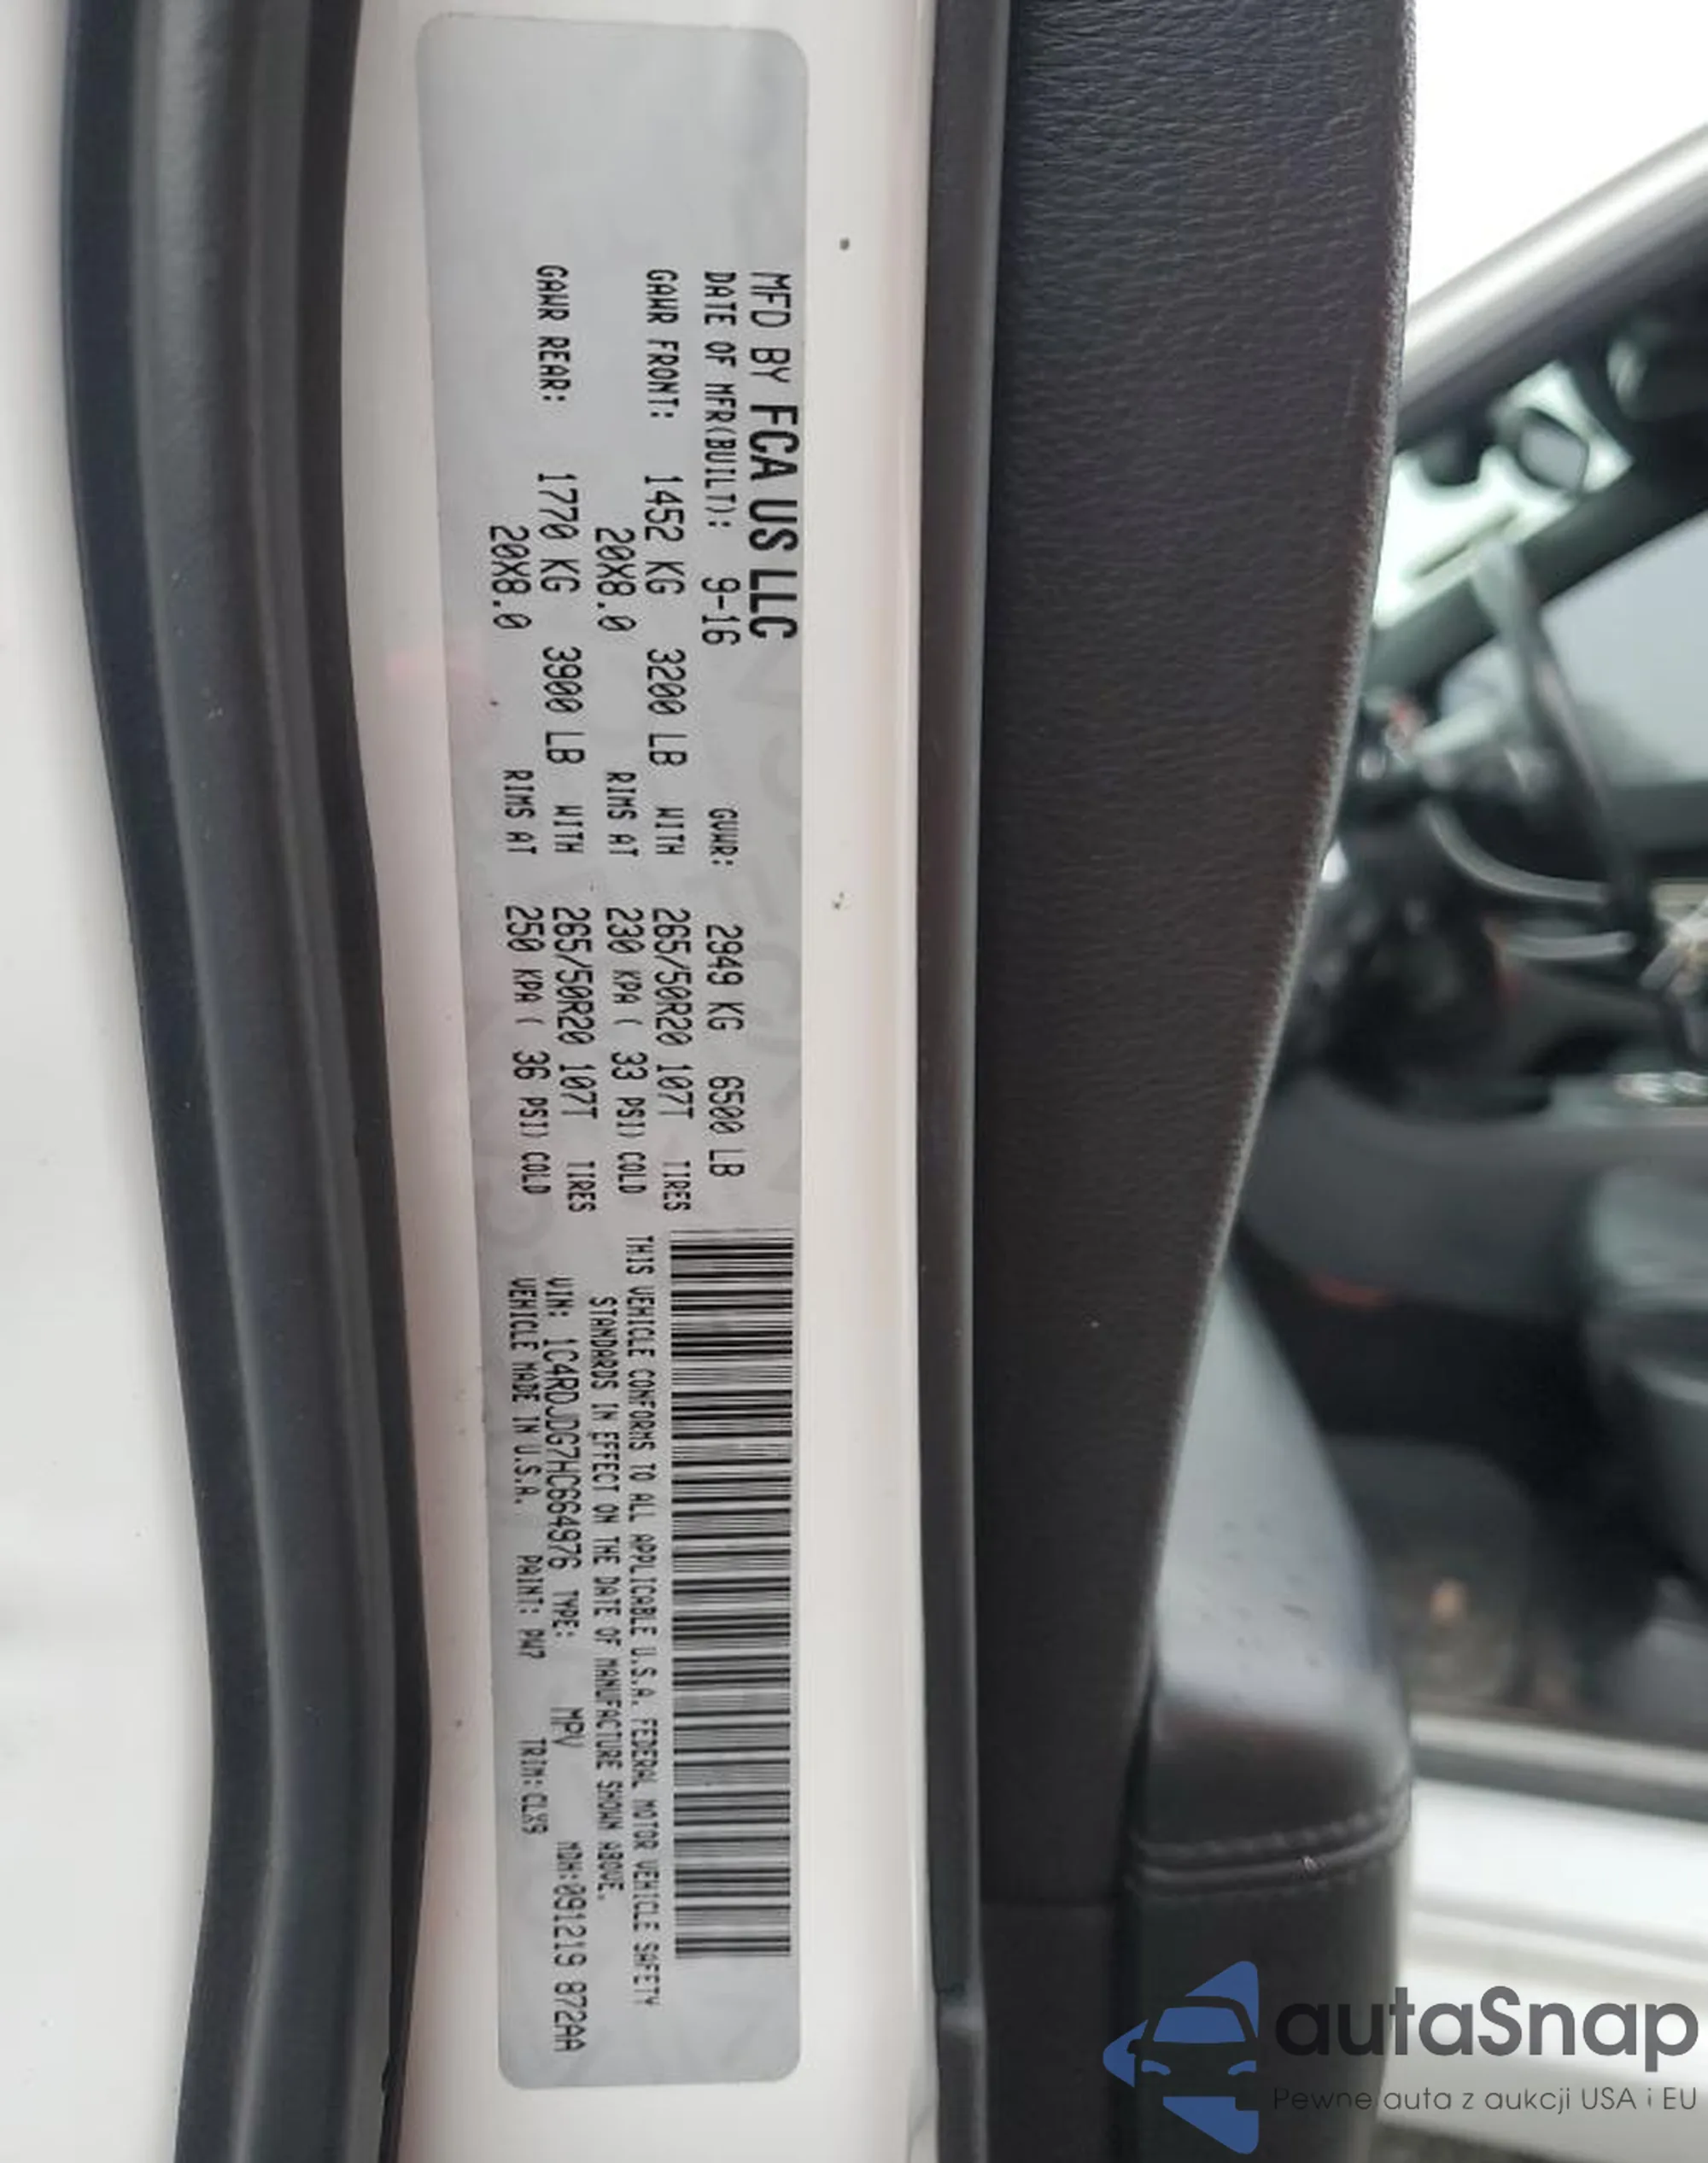 MFD BY FCA US LLC
DATE OF MFR(BUILT): 9-16 GVWR: 2949 KG 6500 LB
GAWR FRONT: 1452 KG 3200 LB WITH 265/50R20 107T TIRES
20X8.0 RIMS AT 230 KPA ( 33 PSI) COLD
GAWR REAR: 1770 KG 3900 LB WITH 265/50R20 107T TIRES
20X8.0 RIMS AT 250 KPA ( 36 PSI) COLD
THIS VEHICLE CONFORMS TO ALL APPLICABLE U.S.A. FEDERAL MOTOR VEHICLE SAFETY
STANDARDS IN EFFECT ON THE DATE OF MANUFACTURE SHOWN ABOVE.
VIN: 1C4RDJDG7HC664976 TYPE: MPV MDH:091219 872AA
VEHICLE MADE IN U.S.A. PAINT: PW7 TRIM:CLX9
autaSnap
Pewne auta z aukcji USA i EU